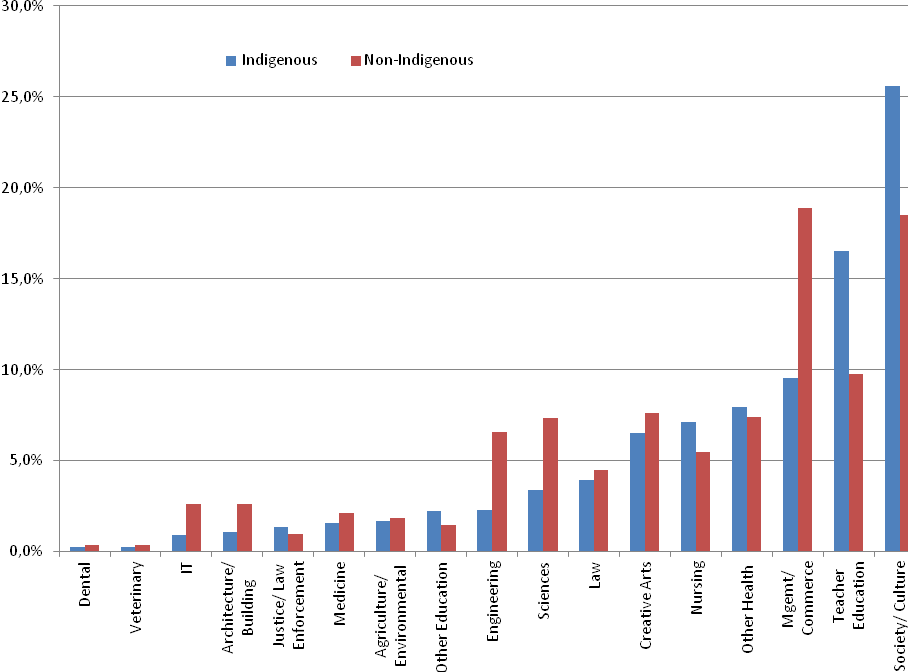 30,0%
Indigenous
Non-Indigenous
25,0%
20,0%
15,0%
10,0%
5,0%
0,0%
Dental
Veterinary
IT
Architecture/
Building
Justice/ Law
Enforcement
Medicine
Agriculture/
Environmental
Other Education
Engineering
Sciences
Law
Creative Arts
Nursing
Other Health
Mgemt/
Commerce
Teacher
Education
Society/ Culture